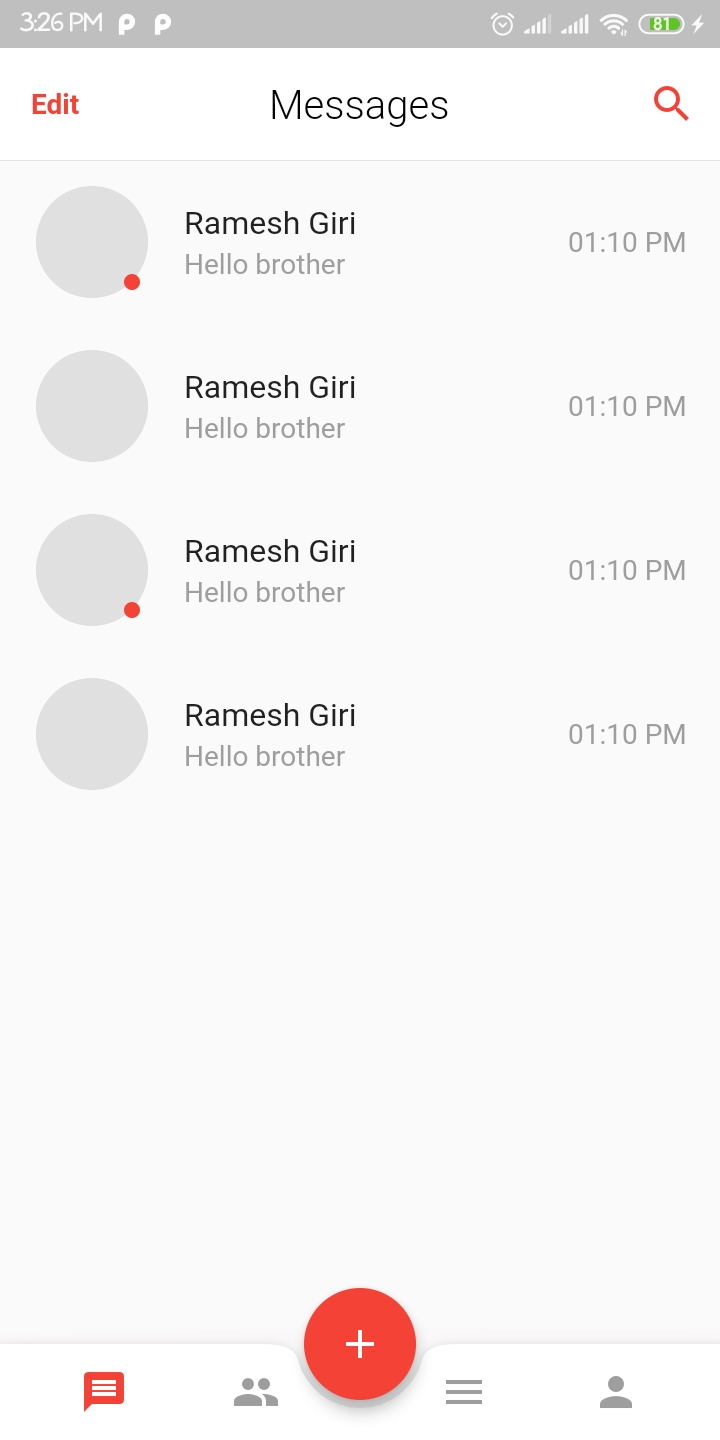 3:26 PM
81
Edit
Messages
Ramesh Giri
Hello brother
01:10 PM
Ramesh Giri
Hello brother
01:10 PM
Ramesh Giri
Hello brother
01:10 PM
Ramesh Giri
Hello brother
01:10 PM